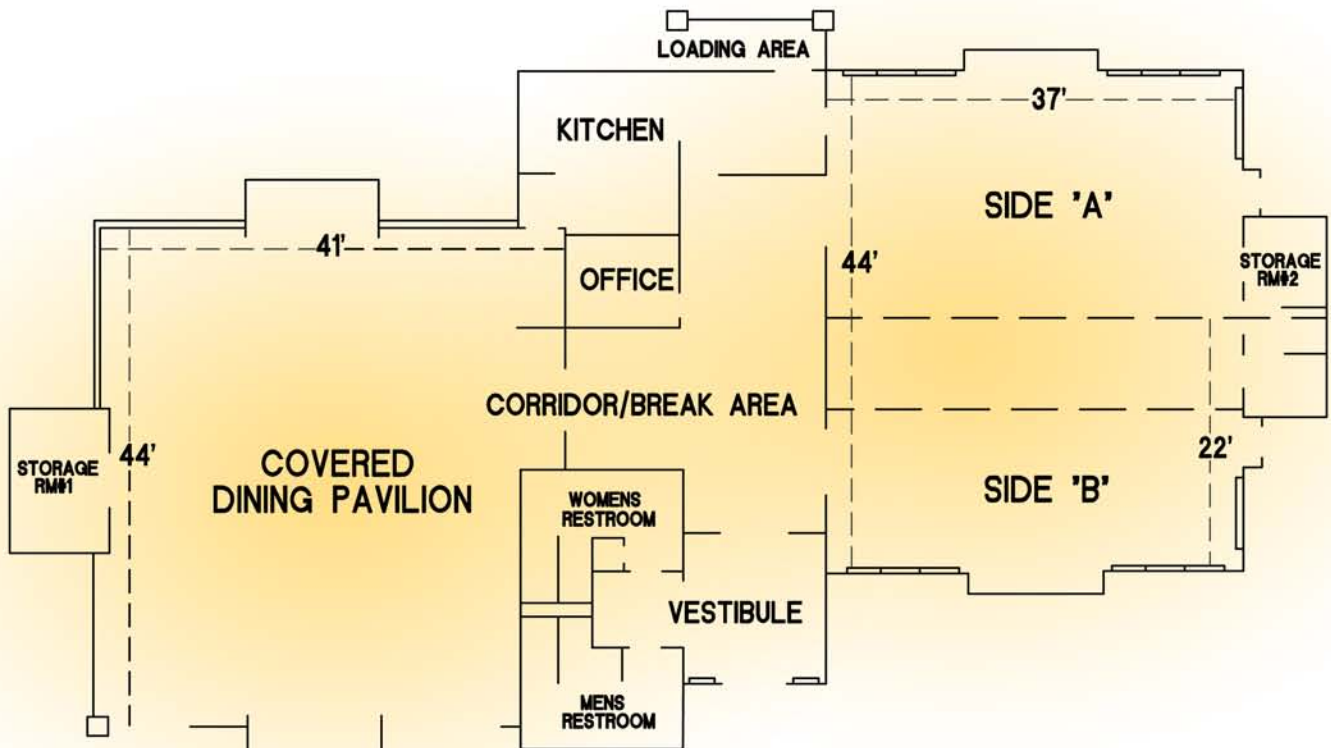 LOADING AREA
37'
KITCHEN
SIDE 'A'
41'
44'
STORAGE
RM#2
OFFICE
CORRIDOR/BREAK AREA
44'
22'
STORAGE
RM#1
COVERED
DINING PAVILION
SIDE 'B'
WOMENS
RESTROOM
VESTIBULE
MENS
RESTROOM